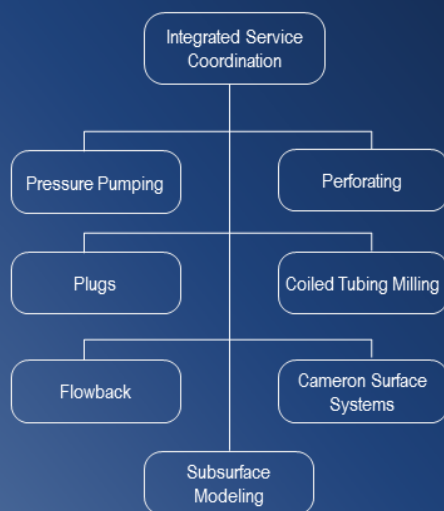 Integrated Service
Coordination
Pressure Pumping
Perforating
Plugs
Coiled Tubing Milling
Flowback
Cameron Surface
Systems
Subsurface
Modeling